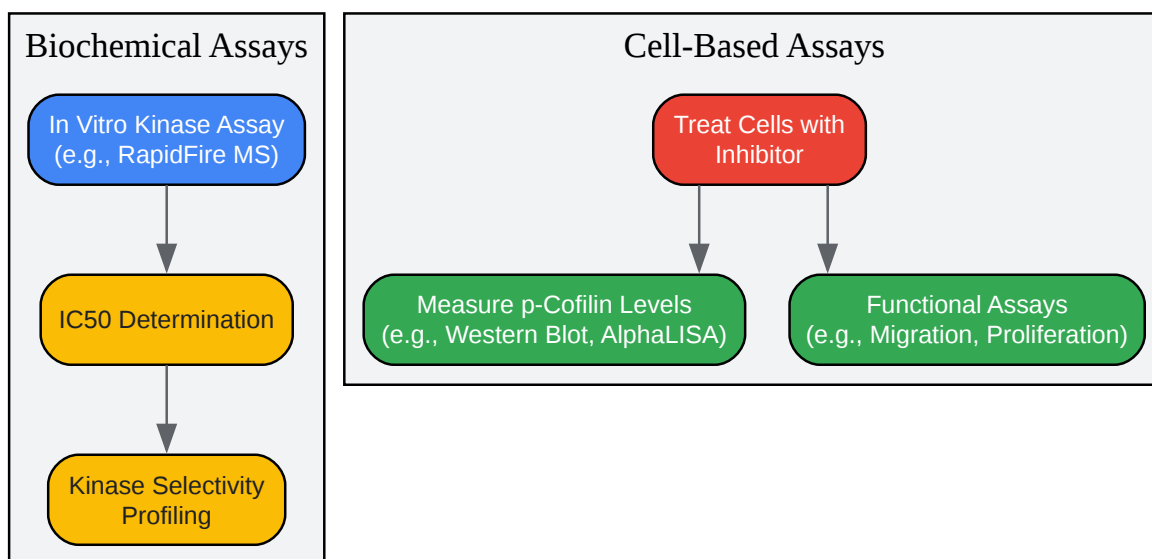 Biochemical Assays
In Vitro Kinase Assay
(e.g., RapidFire MS)
IC50 Determination
Kinase Selectivity
Profiling
Cell-Based Assays
Treat Cells with
Inhibitor
Measure p-Cofilin Levels
(e.g., Western Blot, AlphaLISA)
Functional Assays
(e.g., Migration, Proliferation)